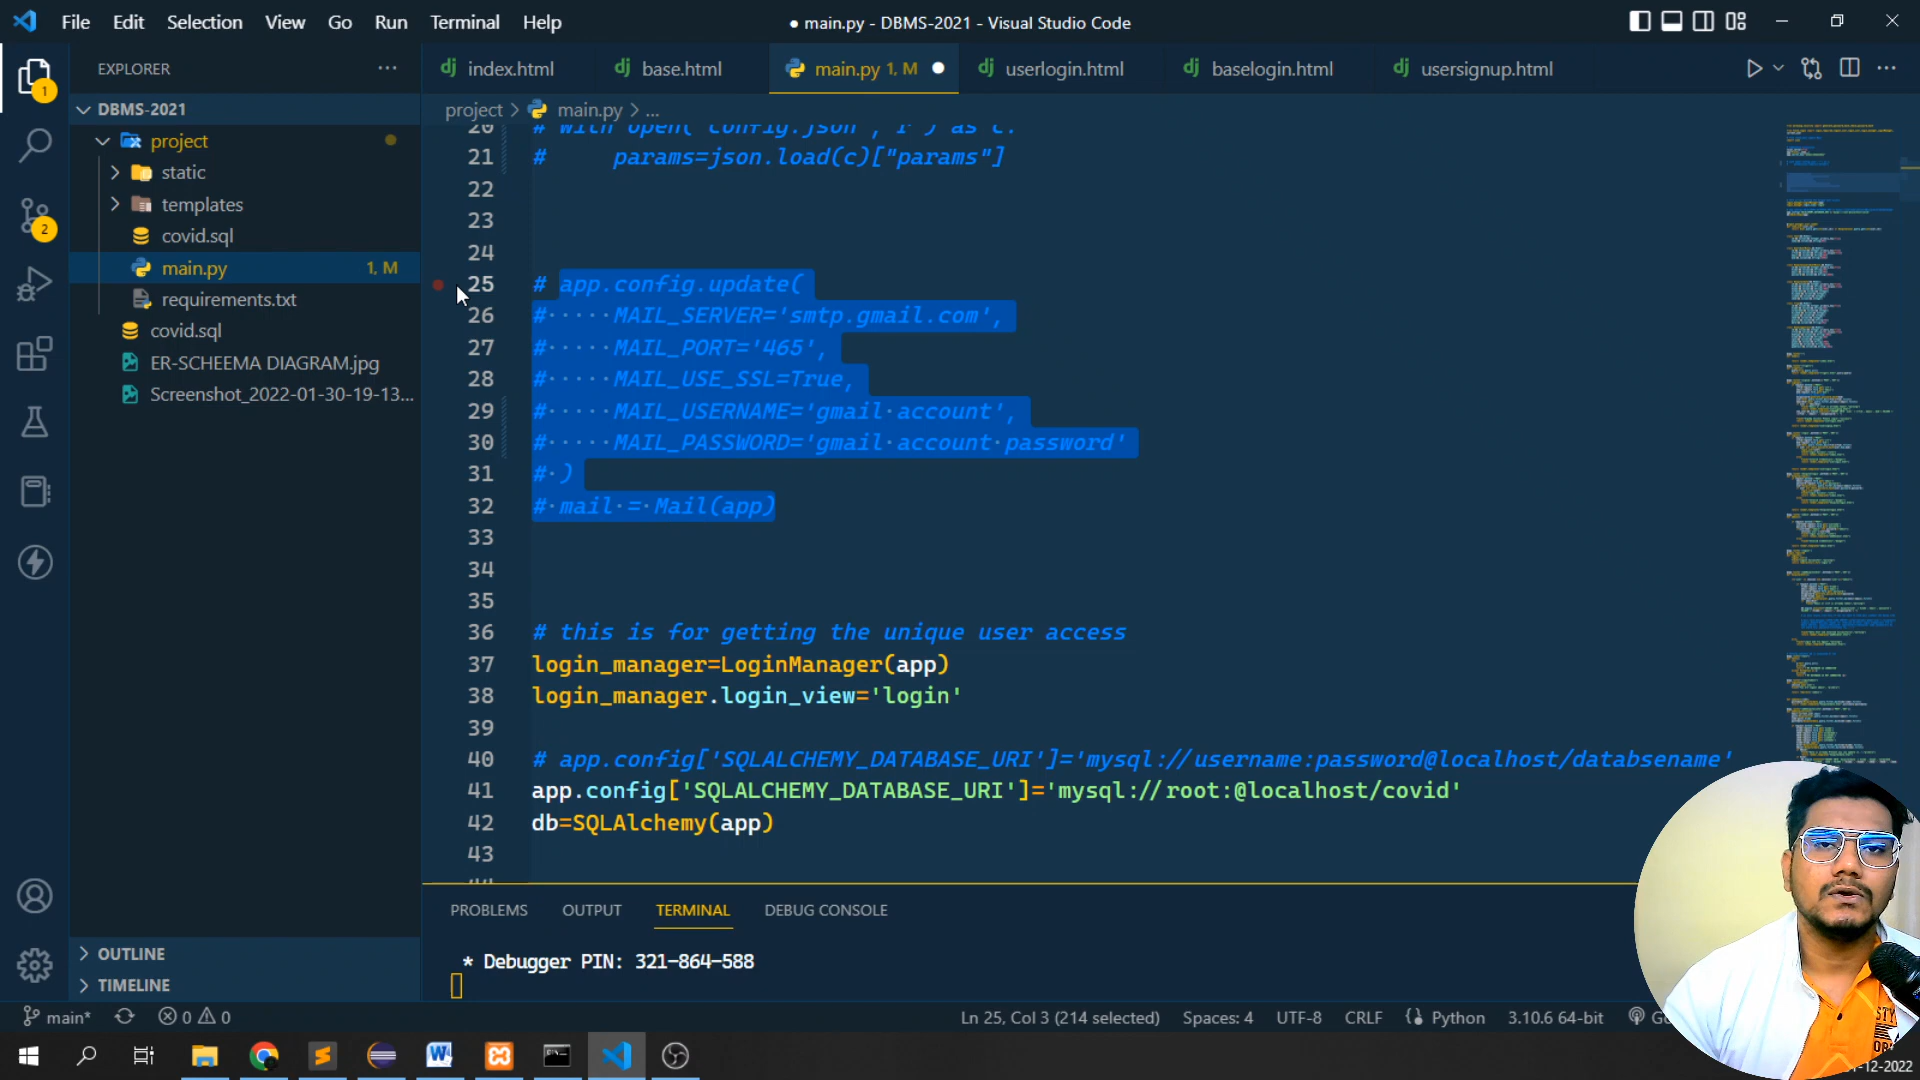 File Edit Selection View Go Run Terminal Help
● main.py - DBMS-2021 - Visual Studio Code
EXPLORER
index.html base.html main.py 1, M userlogin.html baselogin.html usersignup.html
DBMS-2021
project > main.py > ...
project
static
templates
covid.sql
main.py 1, M
requirements.txt
covid.sql
ER-SCHEEMA DIAGRAM.jpg
Screenshot_2022-01-30-19-13...
1
2
20 # with open('config.json','r') as c:
21 #     params=json.load(c)["params"]
22
23
24
25 # app.config.update(
26 #·····MAIL_SERVER='smtp.gmail.com',
27 #·····MAIL_PORT='465',
28 #·····MAIL_USE_SSL=True,
29 #·····MAIL_USERNAME='gmail·account',
30 #·····MAIL_PASSWORD='gmail·account·password'
31 #·)
32 #·mail·=·Mail(app)
33
34
35
36 # this is for getting the unique user access
37 login_manager=LoginManager(app)
38 login_manager.login_view='login'
39
40 # app.config['SQLALCHEMY_DATABASE_URI']='mysql://username:password@localhost/databsename'
41 app.config['SQLALCHEMY_DATABASE_URI']='mysql://root:@localhost/covid'
42 db=SQLAlchemy(app)
43
OUTLINE
TIMELINE
PROBLEMS OUTPUT TERMINAL DEBUG CONSOLE
* Debugger PIN: 321-864-588
main* 0 0 Ln 25, Col 3 (214 selected) Spaces: 4 UTF-8 CRLF Python 3.10.6 64-bit
-12-2022